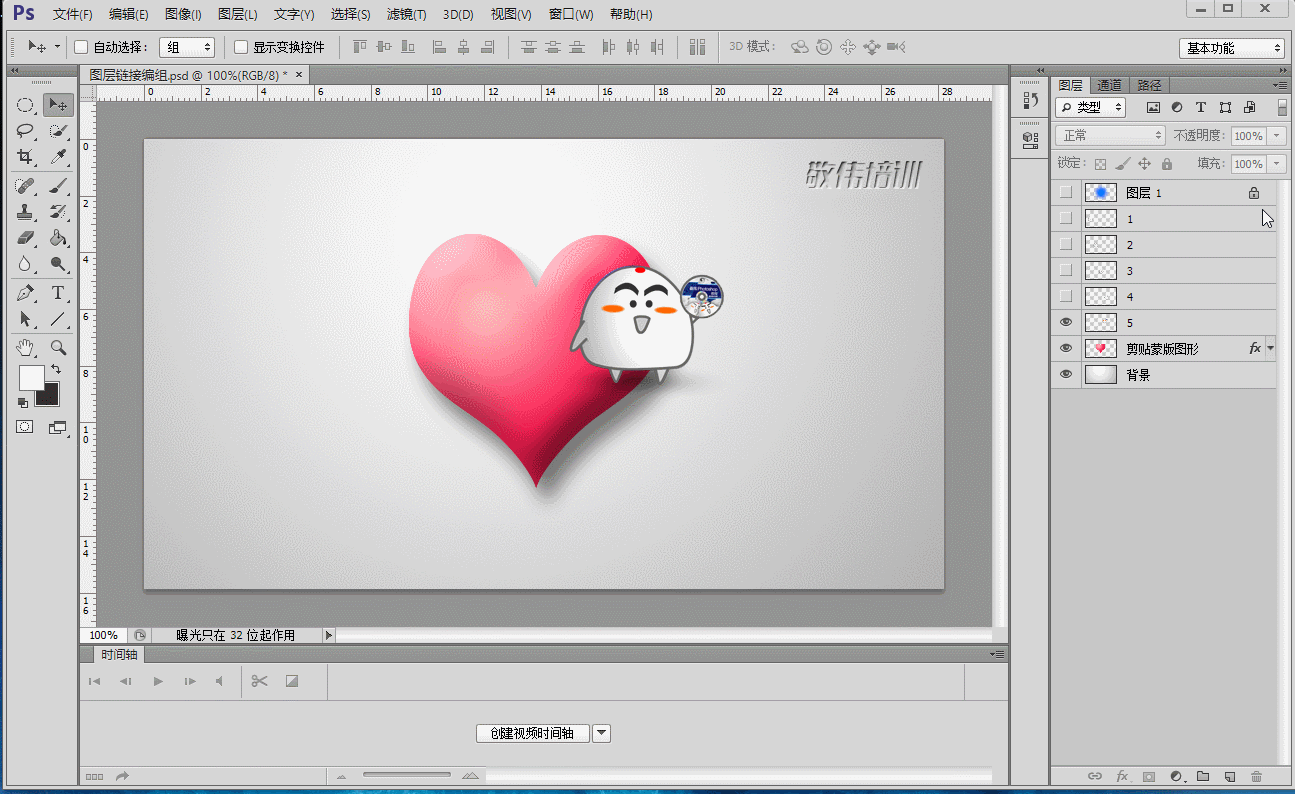 Ps 文件(F) 编辑(E) 图像(I) 图层(L) 文字(Y) 选择(S) 滤镜(T) 3D(D) 视图(V) 窗口(W) 帮助(H)
自动选择： 组 显示变换控件 3D 模式： 基本功能
图层链接编组.psd @ 100%(RGB/8) * ×
0 2 4 6 8 10 12 14 16 18 20 22 24 26 28
0
2
4
6
8
10
12
14
16
敬伟培训
图层 通道 路径
类型 T
正常 不透明度： 100%
锁定： 填充： 100%
图层 1
1
2
3
4
5
剪贴蒙版图形 fx
背景
100% 曝光只在 32 位起作用
时间轴
创建视频时间轴
fx